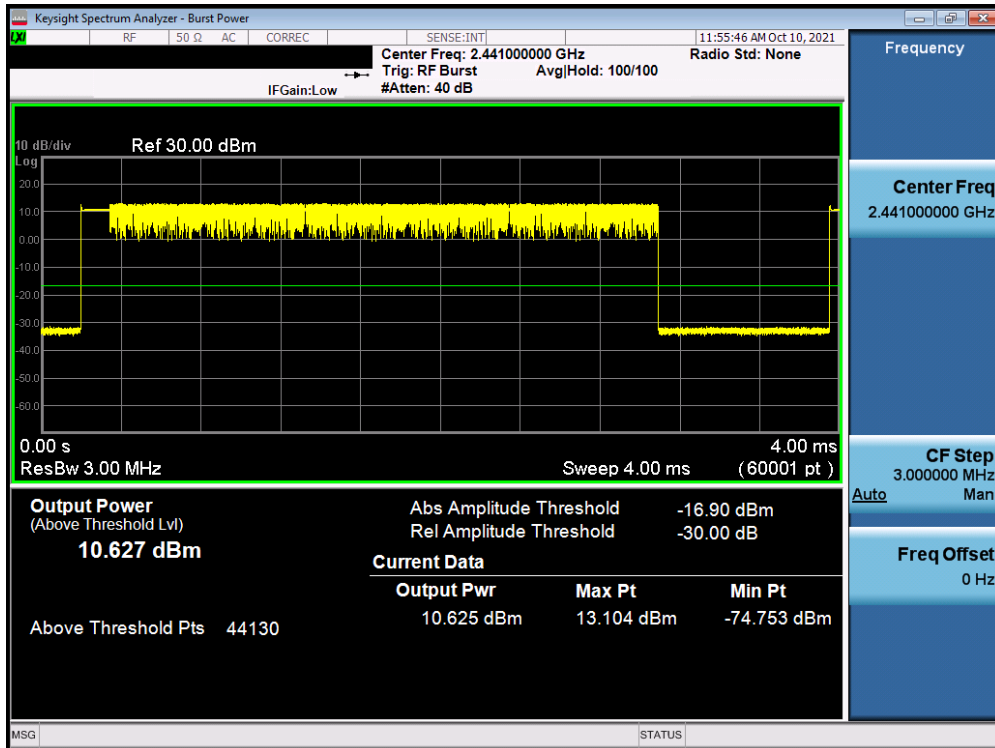 Keysight Spectrum Analyzer - Burst Power
LXI RF 50 Ω AC CORREC SENSE:INT 11:55:46 AM Oct 10, 2021
Center Freq: 2.441000000 GHz Radio Std: None
Trig: RF Burst Avg|Hold: 100/100
IFGain:Low #Atten: 40 dB
Frequency
10 dB/div Ref 30.00 dBm
Log
20.0
10.0
0.00
-10.0
-20.0
-30.0
-40.0
-50.0
-60.0
0.00 s 4.00 ms
ResBw 3.00 MHz Sweep 4.00 ms (60001 pt)
Center Freq
2.441000000 GHz
CF Step
3.000000 MHz
Auto Man
Freq Offset
0 Hz
Output Power
(Above Threshold Lvl)
10.627 dBm
Above Threshold Pts 44130
Abs Amplitude Threshold -16.90 dBm
Rel Amplitude Threshold -30.00 dB
Current Data
Output Pwr Max Pt Min Pt
10.625 dBm 13.104 dBm -74.753 dBm
MSG STATUS